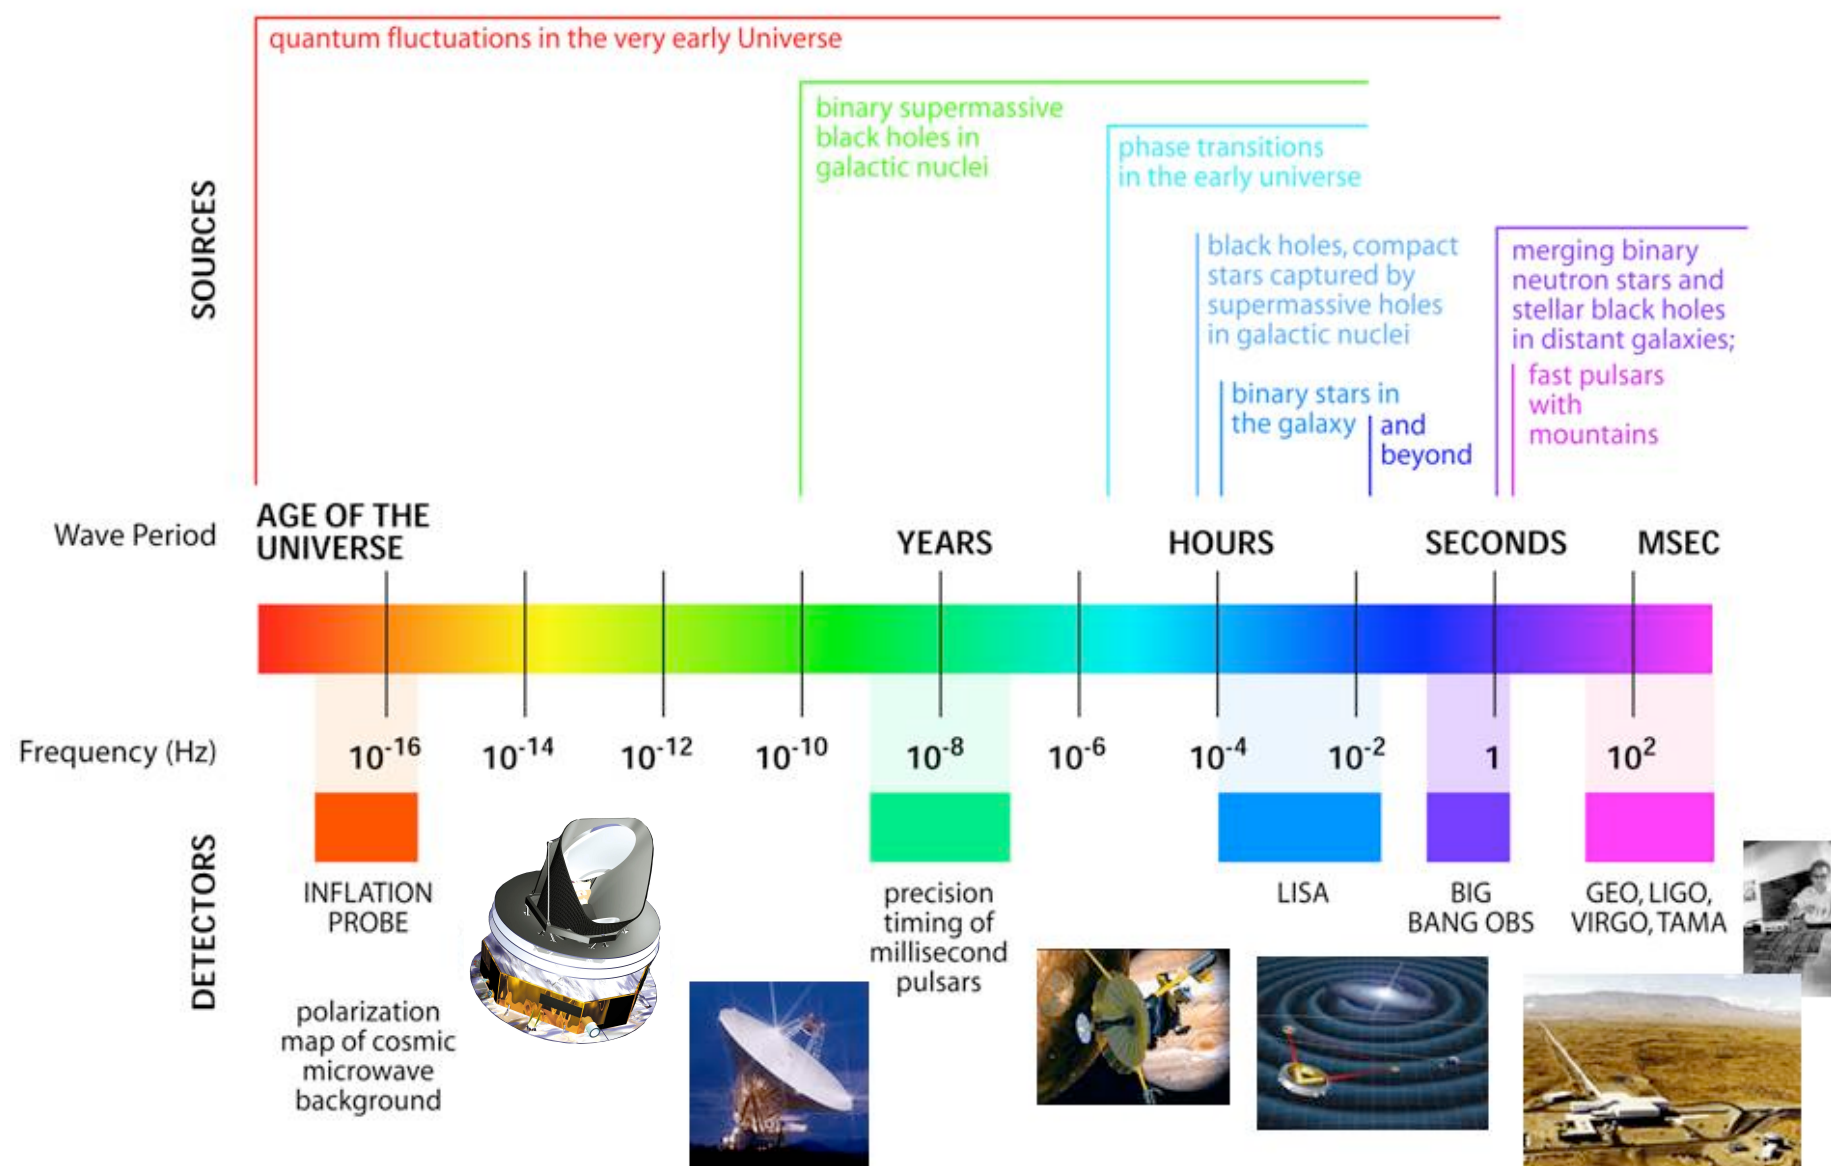 quantum fluctuations in the very early Universe
binary supermassive
black holes in
galactic nuclei
phase transitions
in the early universe
SOURCES
black holes, compact
stars captured by
supermassive holes
in galactic nuclei
merging binary
neutron stars and
stellar black holes
in distant galaxies;
fast pulsars
with
mountains
binary stars in
the galaxy
and
beyond
Wave Period
AGE OF THE
UNIVERSE
YEARS
HOURS
SECONDS
MSEC
Frequency (Hz)
10⁻¹⁶ 10⁻¹⁴ 10⁻¹² 10⁻¹⁰ 10⁻⁸ 10⁻⁶ 10⁻⁴ 10⁻² 1 10²
DETECTORS
INFLATION
PROBE
polarization
map of cosmic
microwave
background
precision
timing of
millisecond
pulsars
LISA
BIG
BANG OBS
GEO, LIGO,
VIRGO, TAMA